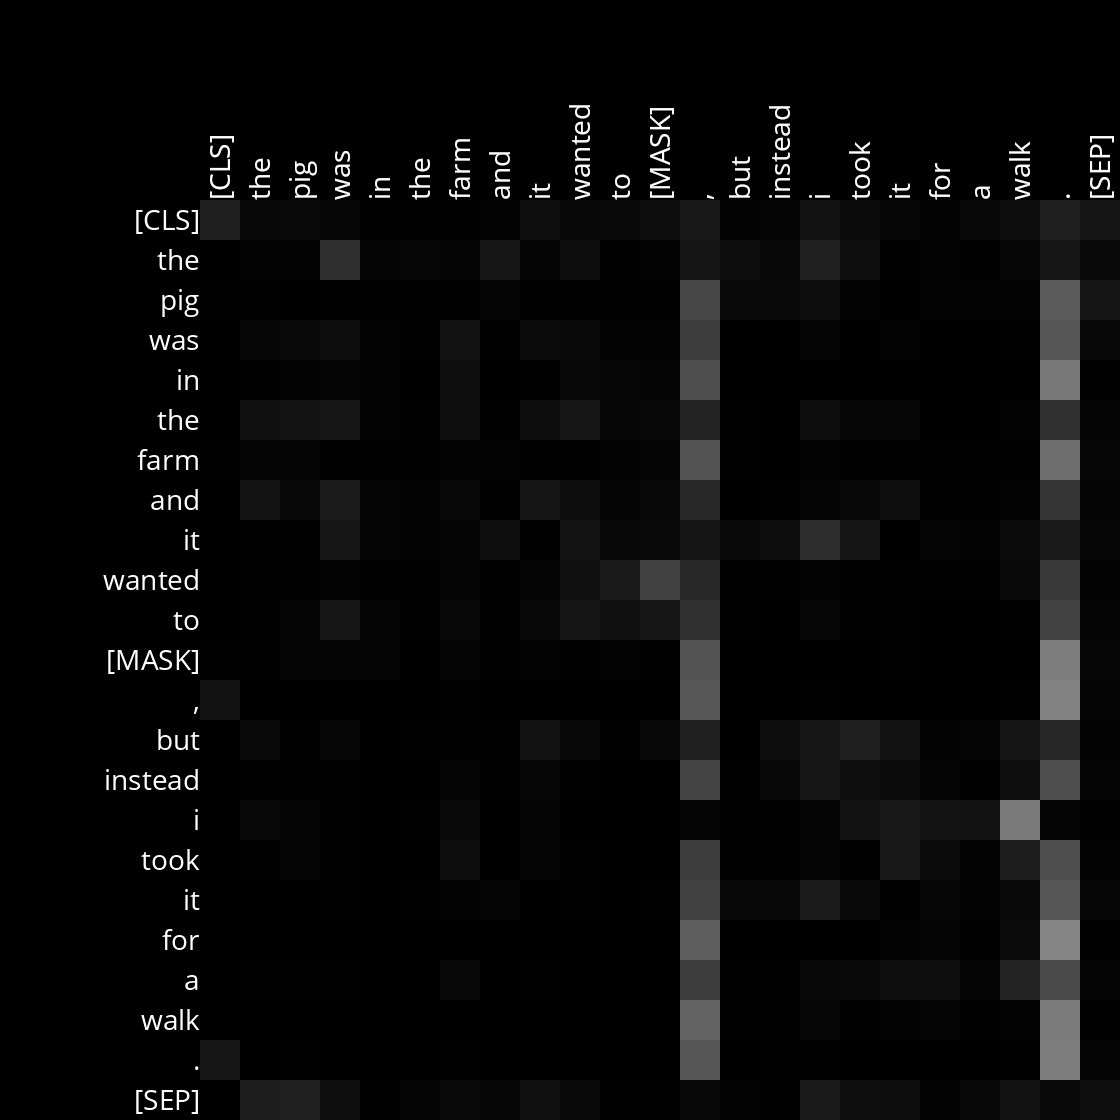 [CLS] the pig was in the farm and it wanted to [MASK] , but instead i took it for a walk . [SEP]
[CLS]
the
pig
was
in
the
farm
and
it
wanted
to
[MASK]
,
but
instead
i
took
it
for
a
walk
.
[SEP]